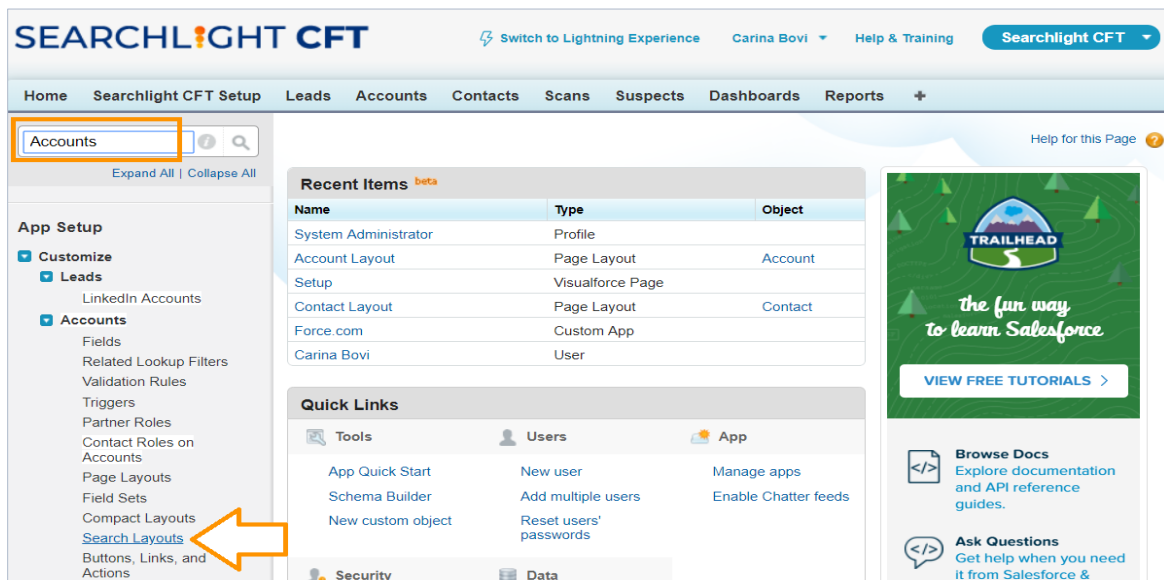 SEARCHLIGHT CFT
Switch to Lightning Experience
Carina Bovi
Help & Training
Searchlight CFT
Home Searchlight CFT Setup Leads Accounts Contacts Scans Suspects Dashboards Reports +
Accounts
Expand All | Collapse All
Help for this Page
App Setup
Customize
Leads
LinkedIn Accounts
Accounts
Fields
Related Lookup Filters
Validation Rules
Triggers
Partner Roles
Contact Roles on
Accounts
Page Layouts
Field Sets
Compact Layouts
Search Layouts
Buttons, Links, and
Actions
Recent Items beta
Name Type Object
System Administrator Profile
Account Layout Page Layout Account
Setup Visualforce Page
Contact Layout Page Layout Contact
Force.com Custom App
Carina Bovi User
Quick Links
Tools
App Quick Start
Schema Builder
New custom object
Users
New user
Add multiple users
Reset users'
passwords
App
Manage apps
Enable Chatter feeds
Security
Data
TRAILHEAD
the fun way
to learn Salesforce
VIEW FREE TUTORIALS >
Browse Docs
Explore documentation
and API reference
guides.
Ask Questions
Get help when you need
it from Salesforce &